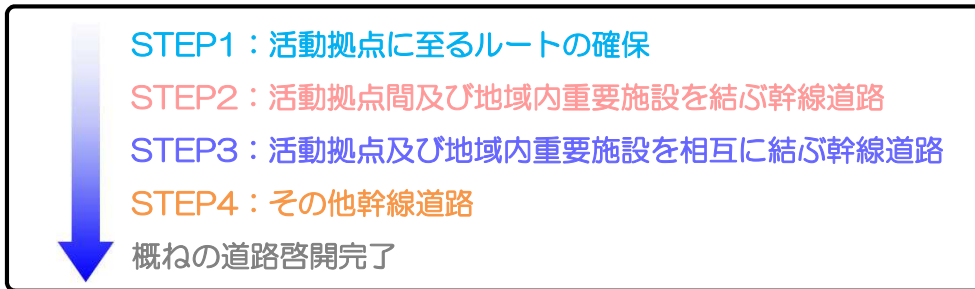 STEP1：活動拠点に至るルートの確保
STEP2：活動拠点間及び地域内重要施設を結ぶ幹線道路
STEP3：活動拠点及び地域内重要施設を相互に結ぶ幹線道路
STEP4：その他幹線道路
概ねの道路啓開完了